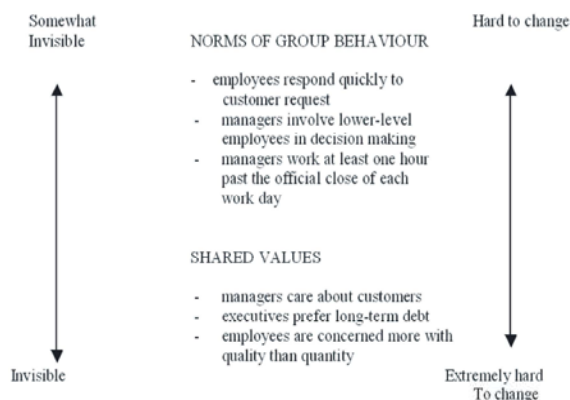 Somewhat
Invisible
Hard to change
NORMS OF GROUP BEHAVIOUR
- employees respond quickly to
customer request
- managers involve lower-level
employees in decision making
- managers work at least one hour
past the official close of each
work day
SHARED VALUES
- managers care about customers
- executives prefer long-term debt
- employees are concerned more with
quality than quantity
Invisible
Extremely hard
To change